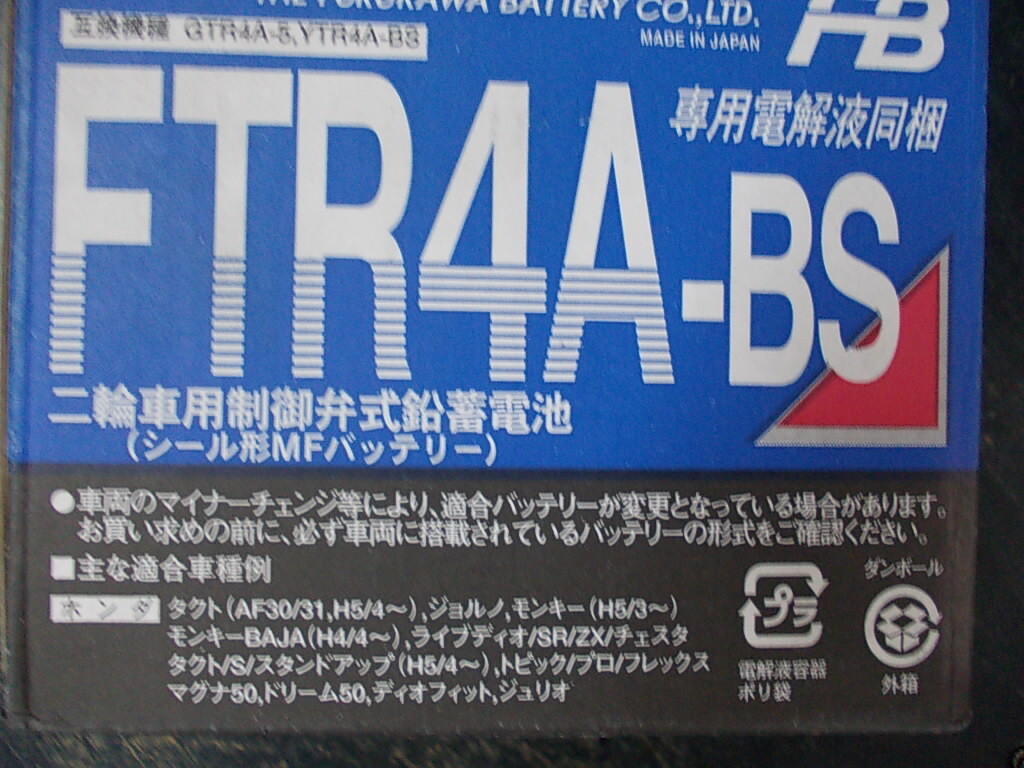 THE FURUKAWA BATTERY CO.,LTD.
MADE IN JAPAN
FB
互換機種 GTR4A-5,YTR4A-BS
専用電解液同梱
FTR4A-BS
二輪車用制御弁式鉛蓄電池
(シール形MFバッテリー)
●車両のマイナーチェンジ等により、適合バッテリーが変更となっている場合があります。
お買い求めの前に、必ず車両に搭載されているバッテリーの形式をご確認ください。
■主な適合車種例
ホンダ
タクト(AF30/31,H5/4～),ジョルノ,モンキー(H5/3～)
モンキーBAJA(H4/4～),ライブディオ/SR/ZX/チェスタ
タクト/S/スタンドアップ(H5/4～),トピック/プロ/フレックス
マグナ50,ドリーム50,ディオフィット,ジュリオ
プラ
電解液容器
ポリ袋
ダンボール
外箱